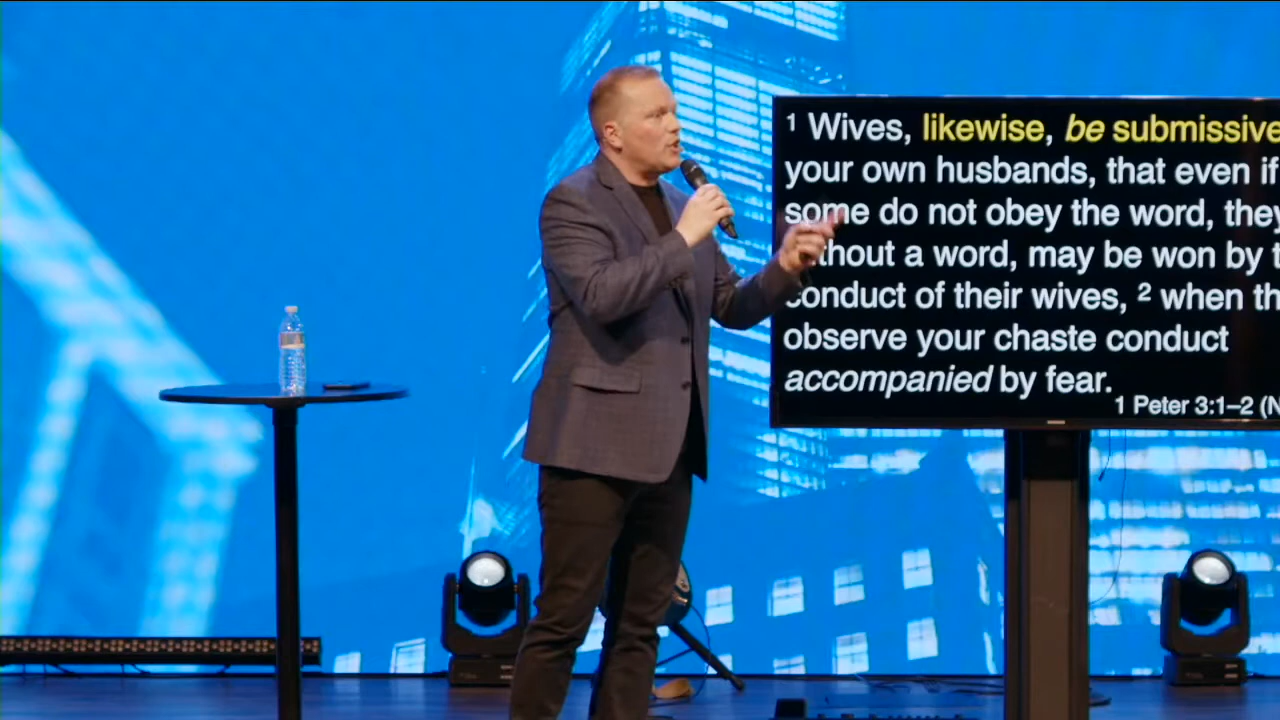 1 Wives, likewise, be submissive
your own husbands, that even if
some do not obey the word, they
without a word, may be won by
conduct of their wives, 2 when
observe your chaste conduct
accompanied by fear.
1 Peter 3:1–2